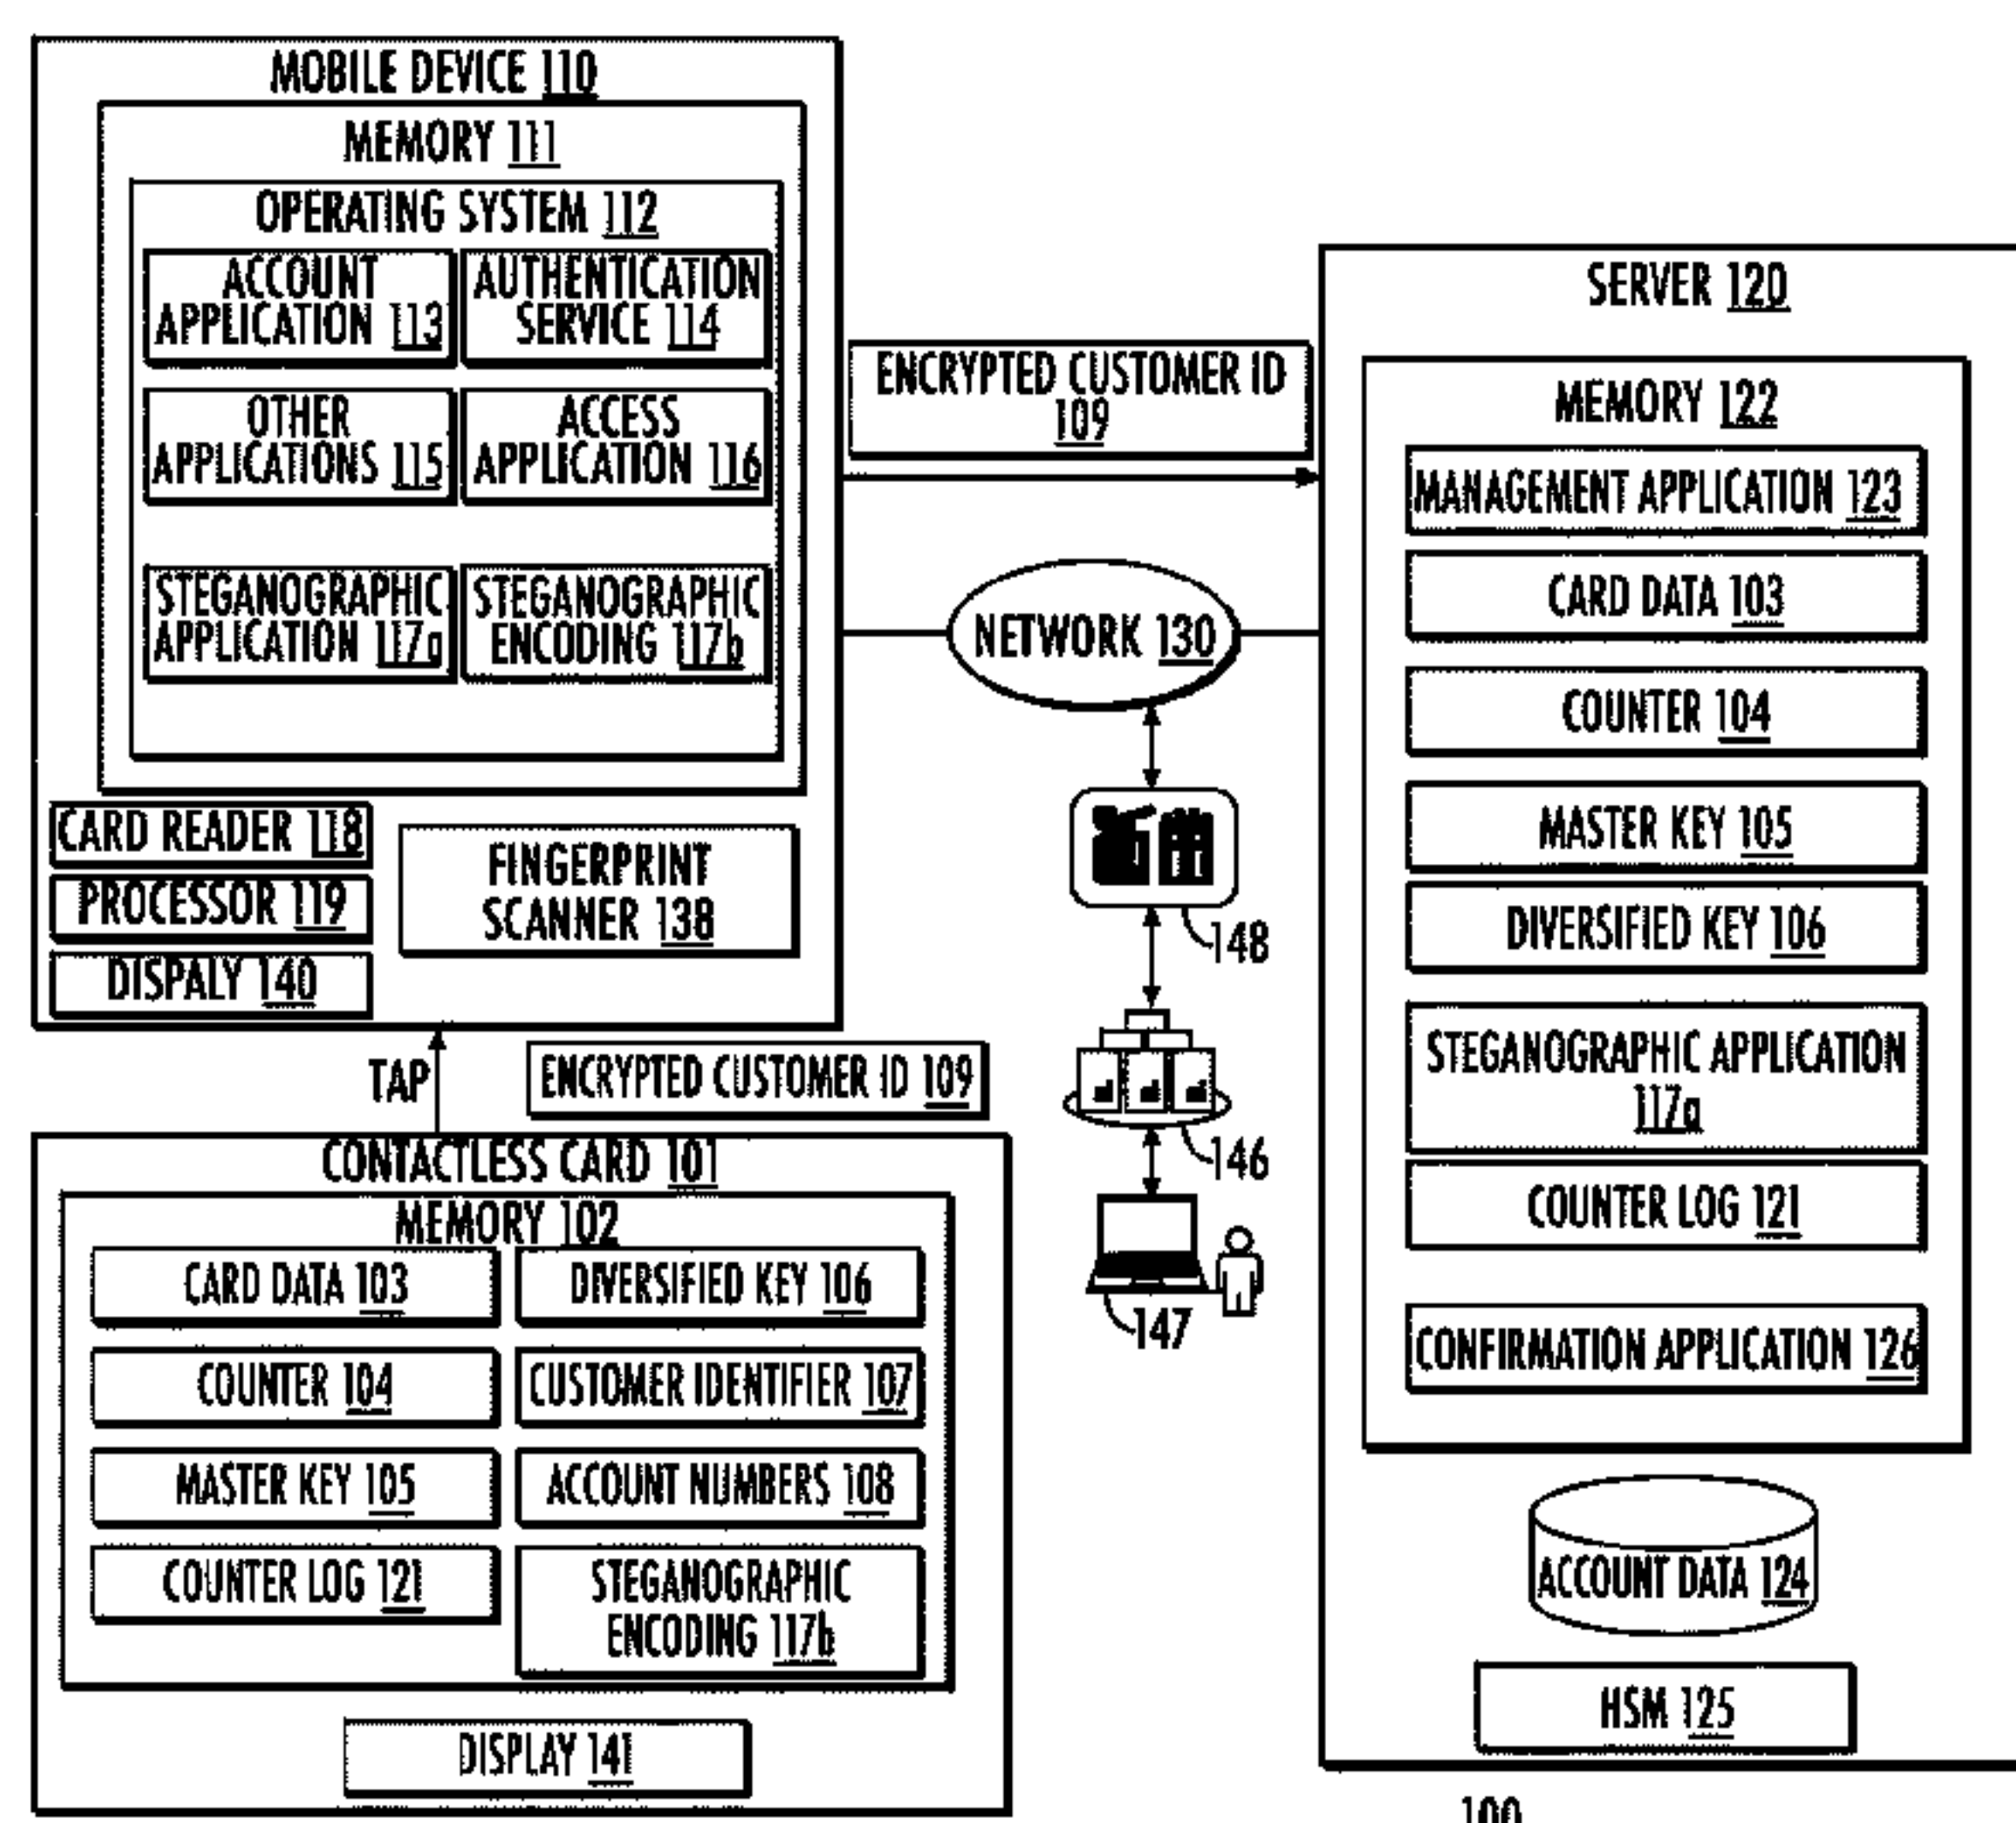 MOBILE DEVICE 110
MEMORY 111
OPERATING SYSTEM 112
ACCOUNT
APPLICATION 113
AUTHENTICATION
SERVICE 114
OTHER
APPLICATIONS 115
ACCESS
APPLICATION 116
STEGANOGRAPHIC
APPLICATION 117a
STEGANOGRAPHIC
ENCODING 117b
CARD READER 118
PROCESSOR 119
DISPALY 140
FINGERPRINT
SCANNER 138
TAP
ENCRYPTED CUSTOMER ID 109
CONTACTLESS CARD 101
MEMORY 102
CARD DATA 103
DIVERSIFIED KEY 106
COUNTER 104
CUSTOMER IDENTIFIER 107
MASTER KEY 105
ACCOUNT NUMBERS 108
COUNTER LOG 121
STEGANOGRAPHIC
ENCODING 117b
DISPLAY 141
ENCRYPTED CUSTOMER ID
109
NETWORK 130
148
146
147
SERVER 120
MEMORY 122
MANAGEMENT APPLICATION 123
CARD DATA 103
COUNTER 104
MASTER KEY 105
DIVERSIFIED KEY 106
STEGANOGRAPHIC APPLICATION
117a
COUNTER LOG 121
CONFIRMATION APPLICATION 126
ACCOUNT DATA 124
HSM 125
100